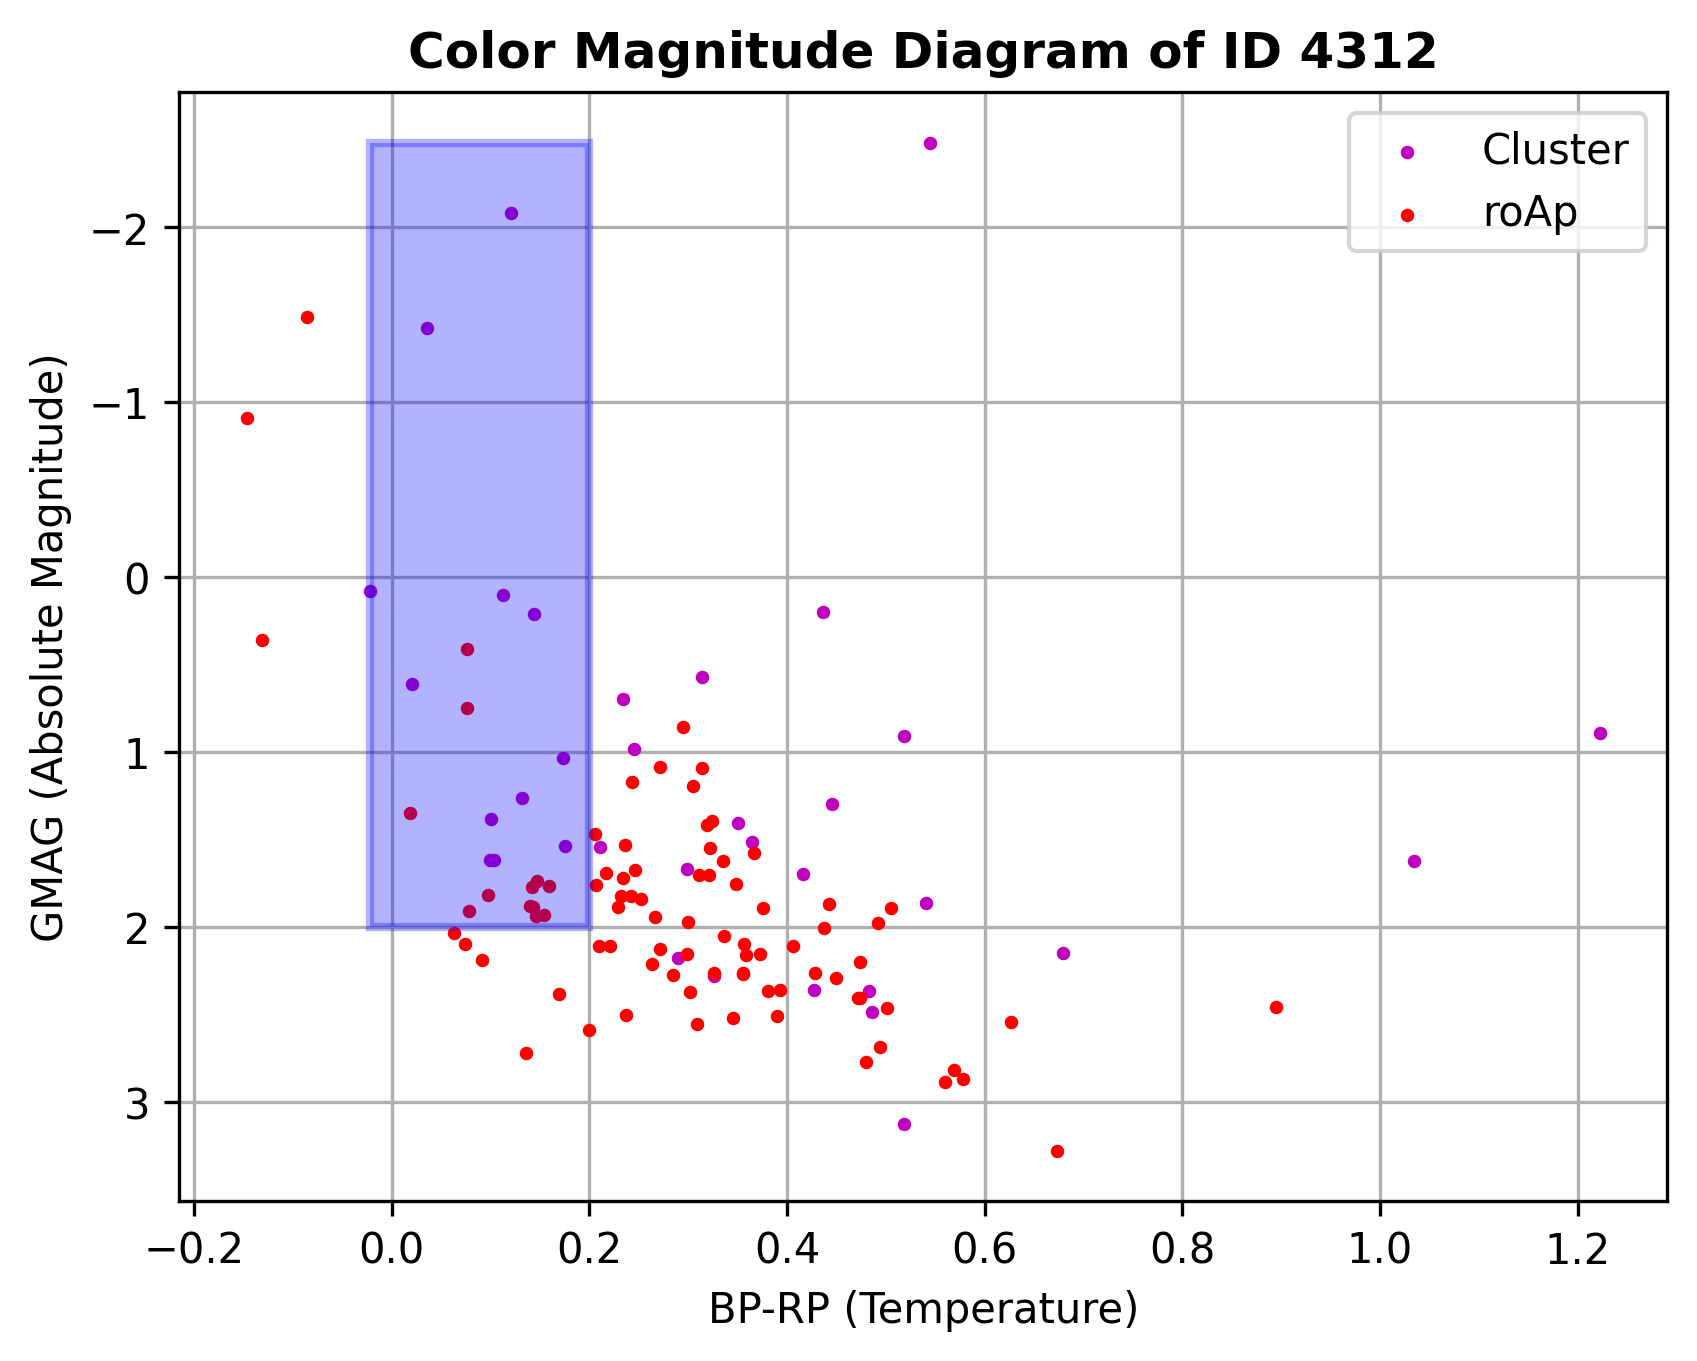 Color Magnitude Diagram of ID 4312
Cluster
roAp
−2
−1
0
1
2
3
GMAG (Absolute Magnitude)
−0.2 0.0 0.2 0.4 0.6 0.8 1.0 1.2
BP-RP (Temperature)